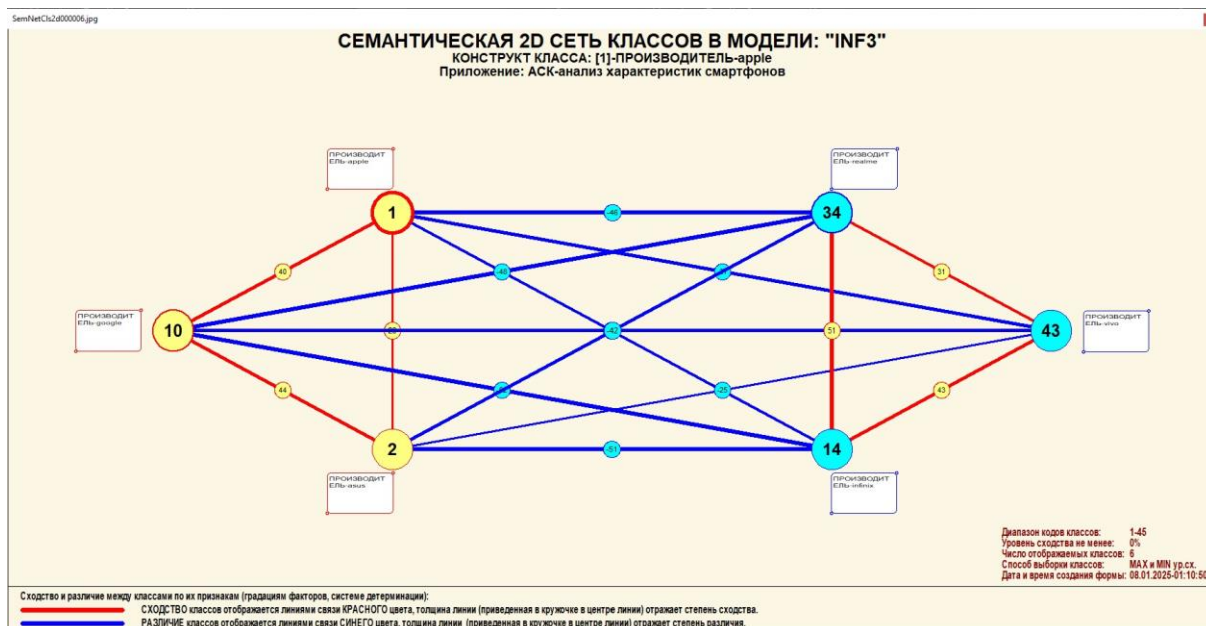 SemNetCls2d000006.jpg
СЕМАНТИЧЕСКАЯ 2D СЕТЬ КЛАССОВ В МОДЕЛИ: "INF3"
КОНСТРУКТ КЛАССА: [1]-ПРОИЗВОДИТЕЛЬ-apple
Приложение: АСК-анализ характеристик смартфонов
ПРОИЗВОДИТ
ЕЛЬ-apple
ПРОИЗВОДИТ
ЕЛЬ-realme
1
-46
34
40
-48
31
ПРОИЗВОДИТ
ЕЛЬ-google
10
-42
51
43
ПРОИЗВОДИТ
ЕЛЬ-vivo
44
-25
43
2
-51
14
ПРОИЗВОДИТ
ЕЛЬ-asus
ПРОИЗВОДИТ
ЕЛЬ-infinix
Диапазон кодов классов: 1-45
Уровень сходства не менее: 0%
Число отображаемых классов: 6
Способ выборки классов: MAX и MIN ур.сх.
Дата и время создания формы: 08.01.2025-01:10:50
Сходство и различие между классами по их признакам (градациям факторов, системе детерминации):
СХОДСТВО классов отображается линиями связи КРАСНОГО цвета, толщина линии (приведенная в кружочке в центре линии) отражает степень сходства.
РАЗЛИЧИЕ классов отображается линиями связи СИНЕГО цвета, толщина линии (приведенная в кружочке в центре линии) отражает степень различия.